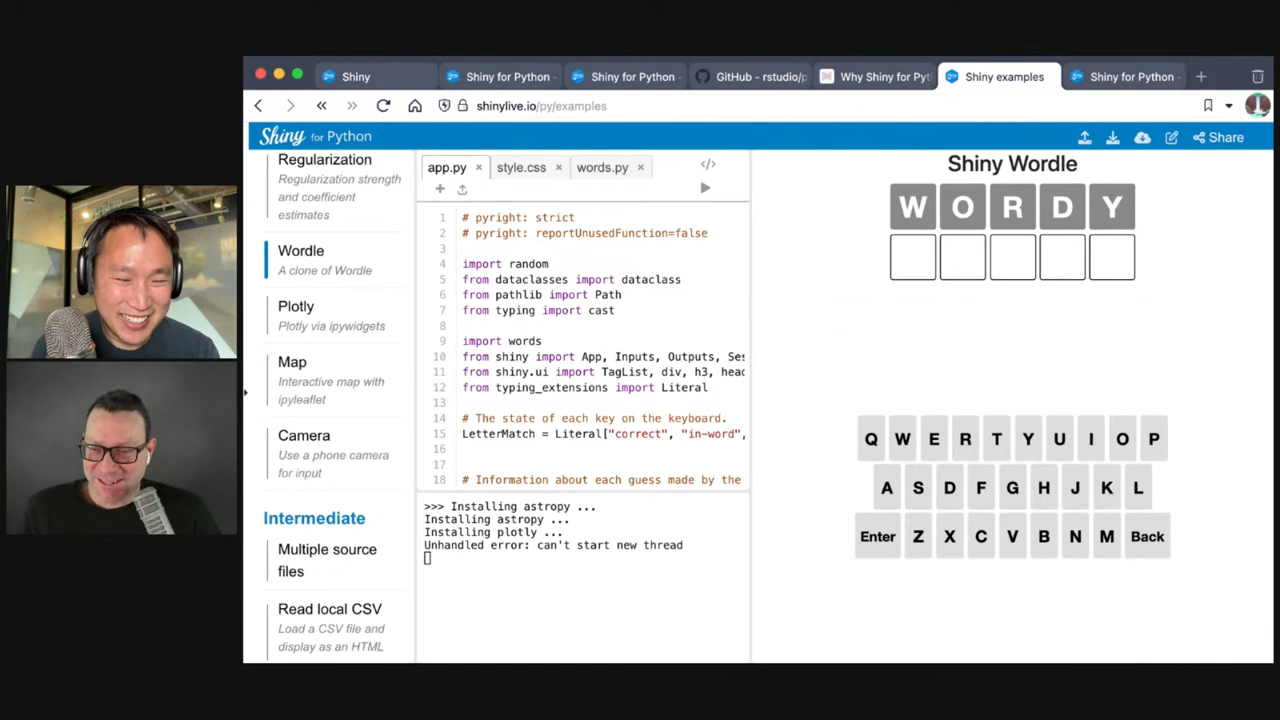 Shiny
Shiny for Python -
Shiny for Python -
GitHub - rstudio/p
Why Shiny for Pyt
Shiny examples
Shiny for Python -
shinylive.io/py/examples
Shiny for Python
Share
Regularization
Regularization strength
and coefficient
estimates
Wordle
A clone of Wordle
Plotly
Plotly via ipywidgets
Map
Interactive map with
ipyleaflet
Camera
Use a phone camera
for input
Intermediate
Multiple source
files
Read local CSV
Load a CSV file and
display as an HTML
app.py × style.css × words.py ×
</>
1 # pyright: strict
2 # pyright: reportUnusedFunction=false
3
4 import random
5 from dataclasses import dataclass
6 from pathlib import Path
7 from typing import cast
8
9 import words
10 from shiny import App, Inputs, Outputs, Ses
11 from shiny.ui import TagList, div, h3, head
12 from typing_extensions import Literal
13
14 # The state of each key on the keyboard.
15 LetterMatch = Literal["correct", "in-word",
16
17
18 # Information about each guess made by the
>>> Installing astropy ...
Installing astropy ...
Installing plotly ...
Unhandled error: can't start new thread
Shiny Wordle
W O R D Y
Q W E R T Y U I O P
A S D F G H J K L
Enter Z X C V B N M Back